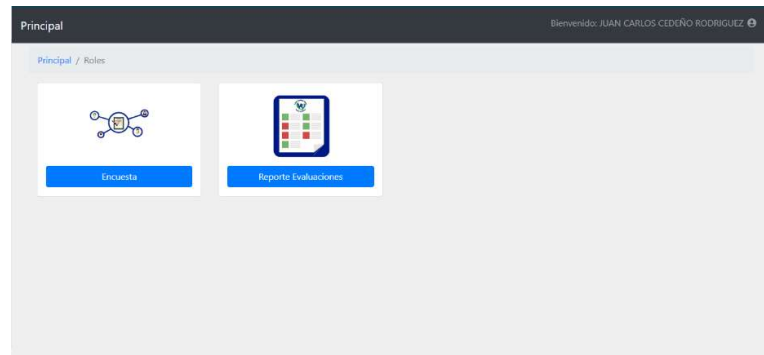 Principal
Bienvenido: JUAN CARLOS CEDEÑO RODRIGUEZ
Principal / Roles
Encuesta
Reporte Evaluaciones